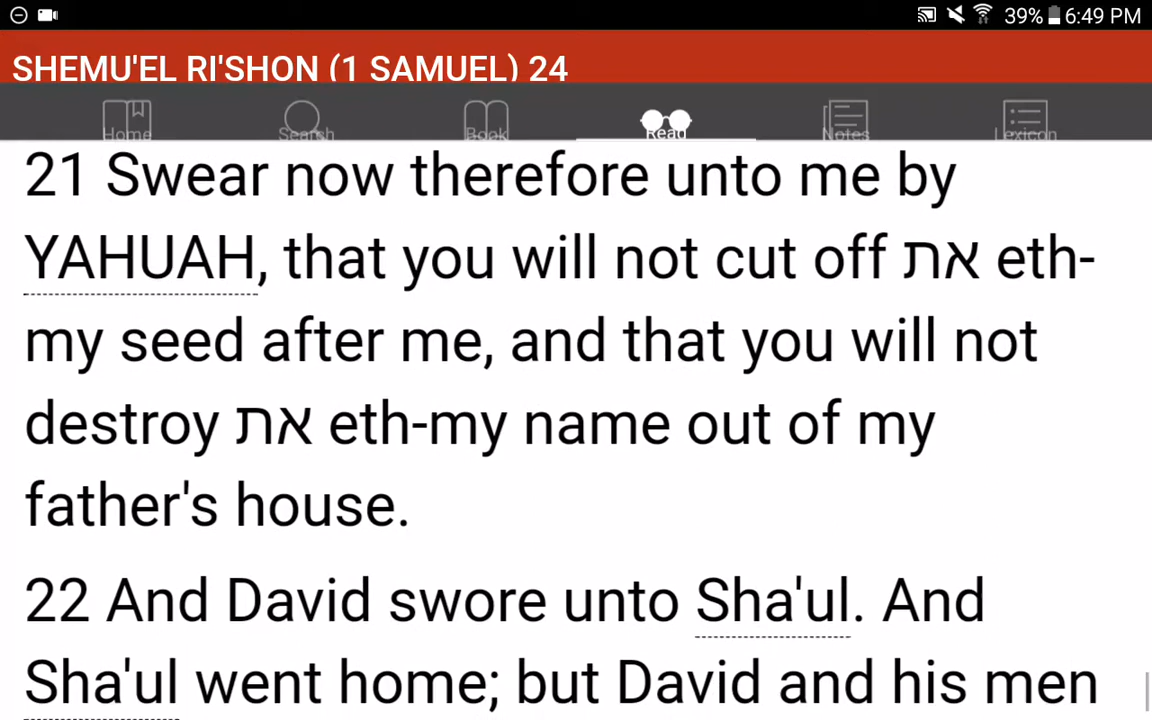 39% 6:49 PM
SHEMU'EL RI'SHON (1 SAMUEL) 24
Home Search Book Read Notes Lexicon
21 Swear now therefore unto me by
YAHUAH, that you will not cut off את eth-
my seed after me, and that you will not
destroy את eth-my name out of my
father's house.
22 And David swore unto Sha'ul. And
Sha'ul went home; but David and his men